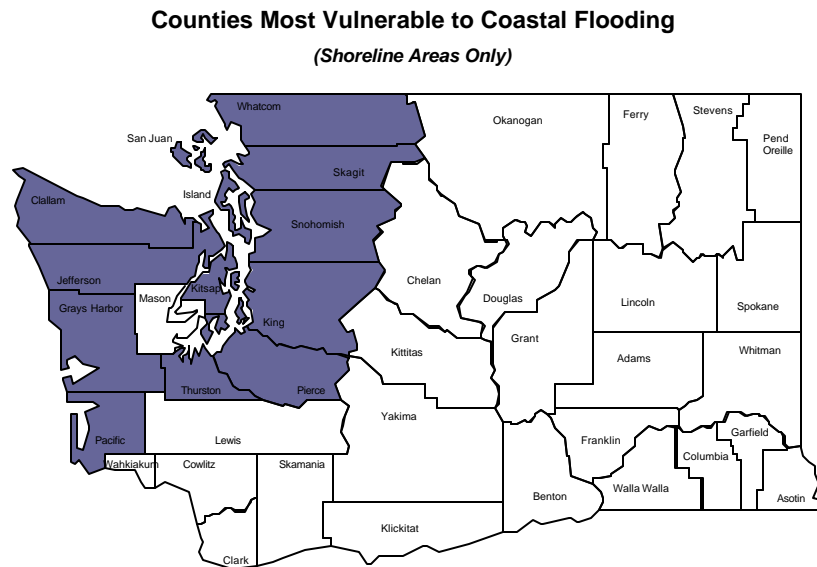 Counties Most Vulnerable to Coastal Flooding
(Shoreline Areas Only)
Whatcom
Okanogan
Ferry
Stevens
Pend
Oreille
San Juan
Skagit
Island
Clallam
Snohomish
Jefferson
Kitsap
Mason
Chelan
Douglas
Lincoln
Spokane
Grays Harbor
King
Kittitas
Grant
Adams
Whitman
Thurston
Pierce
Yakima
Pacific
Lewis
Franklin
Garfield
Columbia
Wahkiakum
Cowlitz
Skamania
Benton
Walla Walla
Asotin
Klickitat
Clark